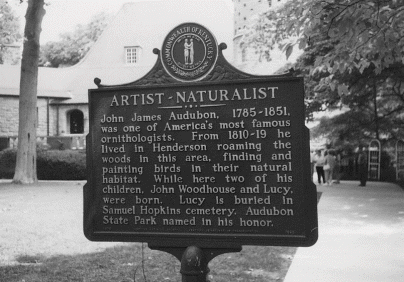 COMMONWEALTH OF KENTUCKY
ARTIST-NATURALIST
John James Audubon, 1785-1851,
was one of America's most famous
ornithologists. From 1810-19 he
lived in Henderson roaming the
woods in this area, finding and
painting birds in their natural
habitat. While here two of his
children, John Woodhouse and Lucy,
were born. Lucy is buried in
Samuel Hopkins cemetery. Audubon
State Park named in his honor.